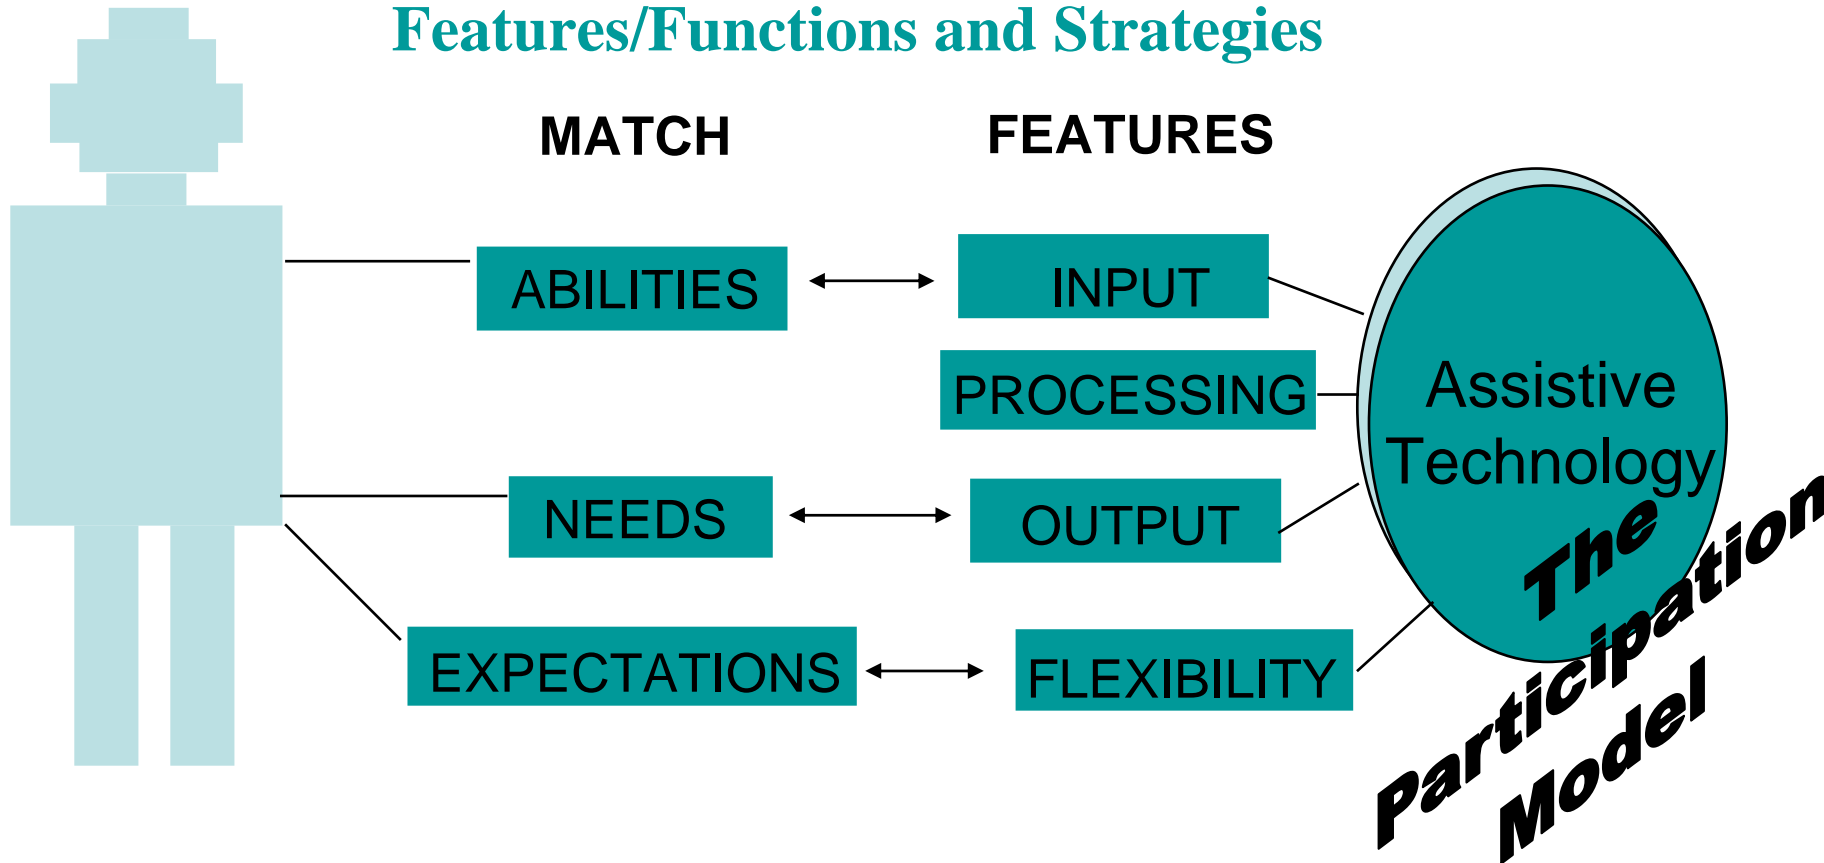 Features/Functions and Strategies
MATCH
FEATURES
ABILITIES
INPUT
PROCESSING
NEEDS
OUTPUT
EXPECTATIONS
FLEXIBILITY
Assistive
Technology
The
Participation
Model